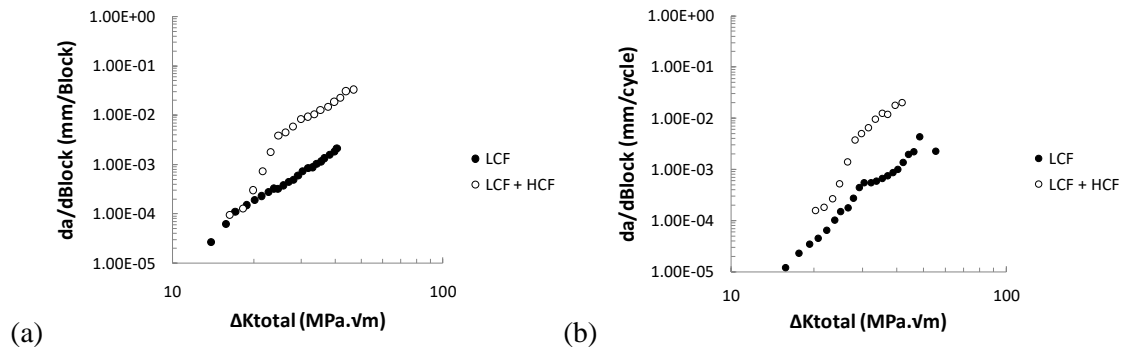 1.00E+00
1.00E-01
1.00E-02
1.00E-03
1.00E-04
1.00E-05
da/dBlock (mm/Block)
10
100
ΔKtotal (MPa.√m)
LCF
LCF + HCF
(a)
1.00E+00
1.00E-01
1.00E-02
1.00E-03
1.00E-04
1.00E-05
da/dBlock (mm/cycle)
10
100
ΔKtotal (MPa.√m)
LCF
LCF + HCF
(b)